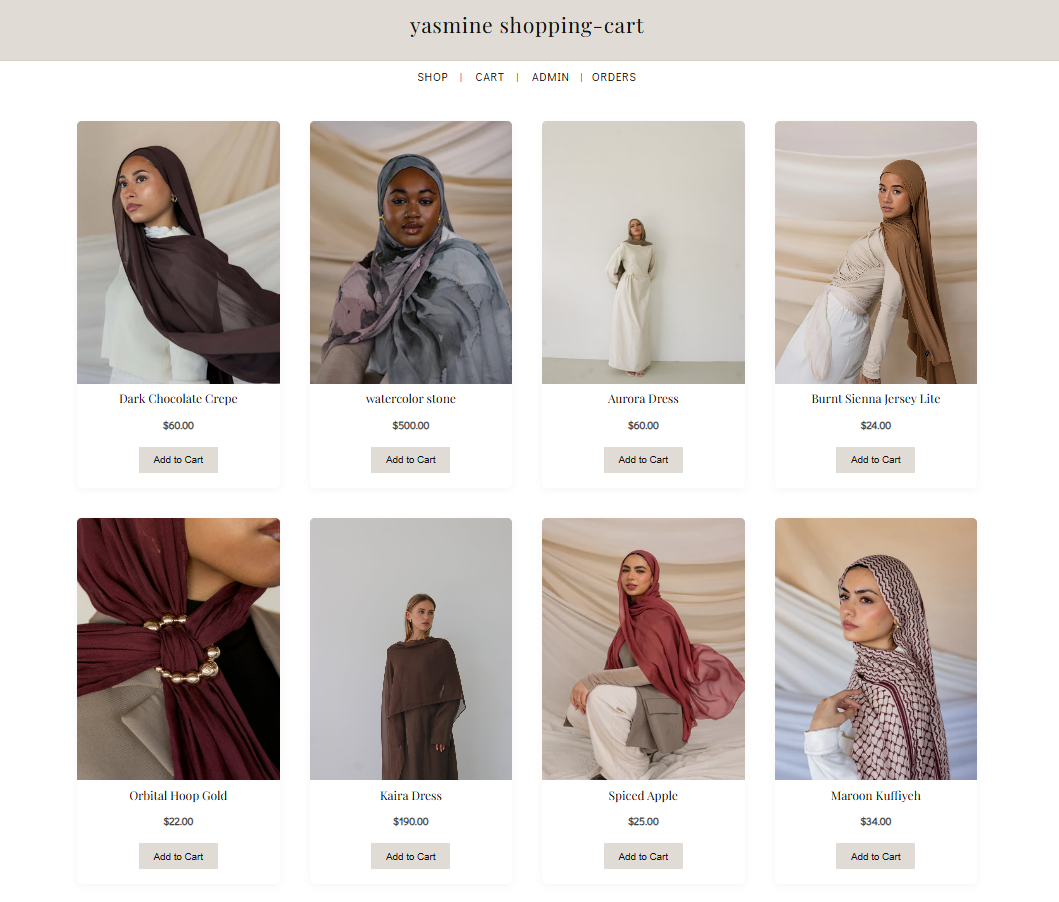 yasmine shopping-cart
SHOP | CART | ADMIN | ORDERS
Dark Chocolate Crepe
$60.00
Add to Cart
watercolor stone
$500.00
Add to Cart
Aurora Dress
$60.00
Add to Cart
Burnt Sienna Jersey Lite
$24.00
Add to Cart
Orbital Hoop Gold
$22.00
Add to Cart
Kaira Dress
$190.00
Add to Cart
Spiced Apple
$25.00
Add to Cart
Maroon Kuffiyeh
$34.00
Add to Cart